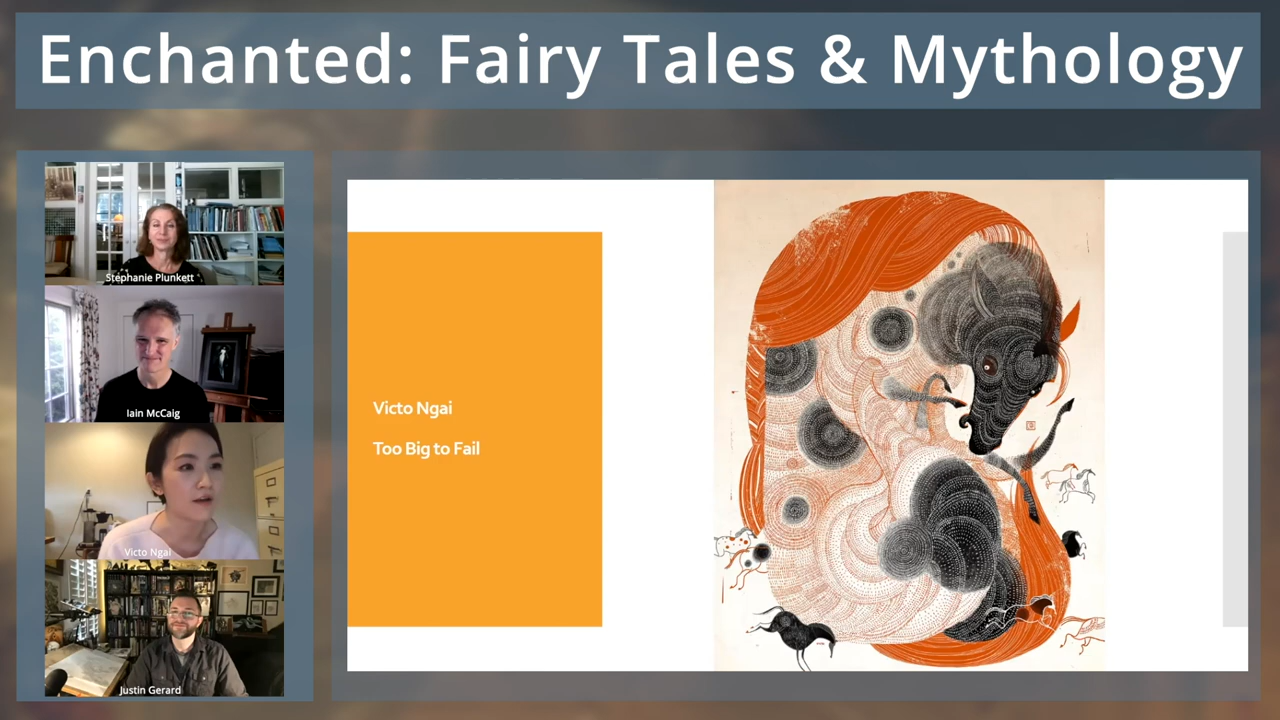 Enchanted: Fairy Tales & Mythology
Stephanie Plunkett
Iain McCaig
Victo Ngai
Justin Gerard
Victo Ngai
Too Big to Fail